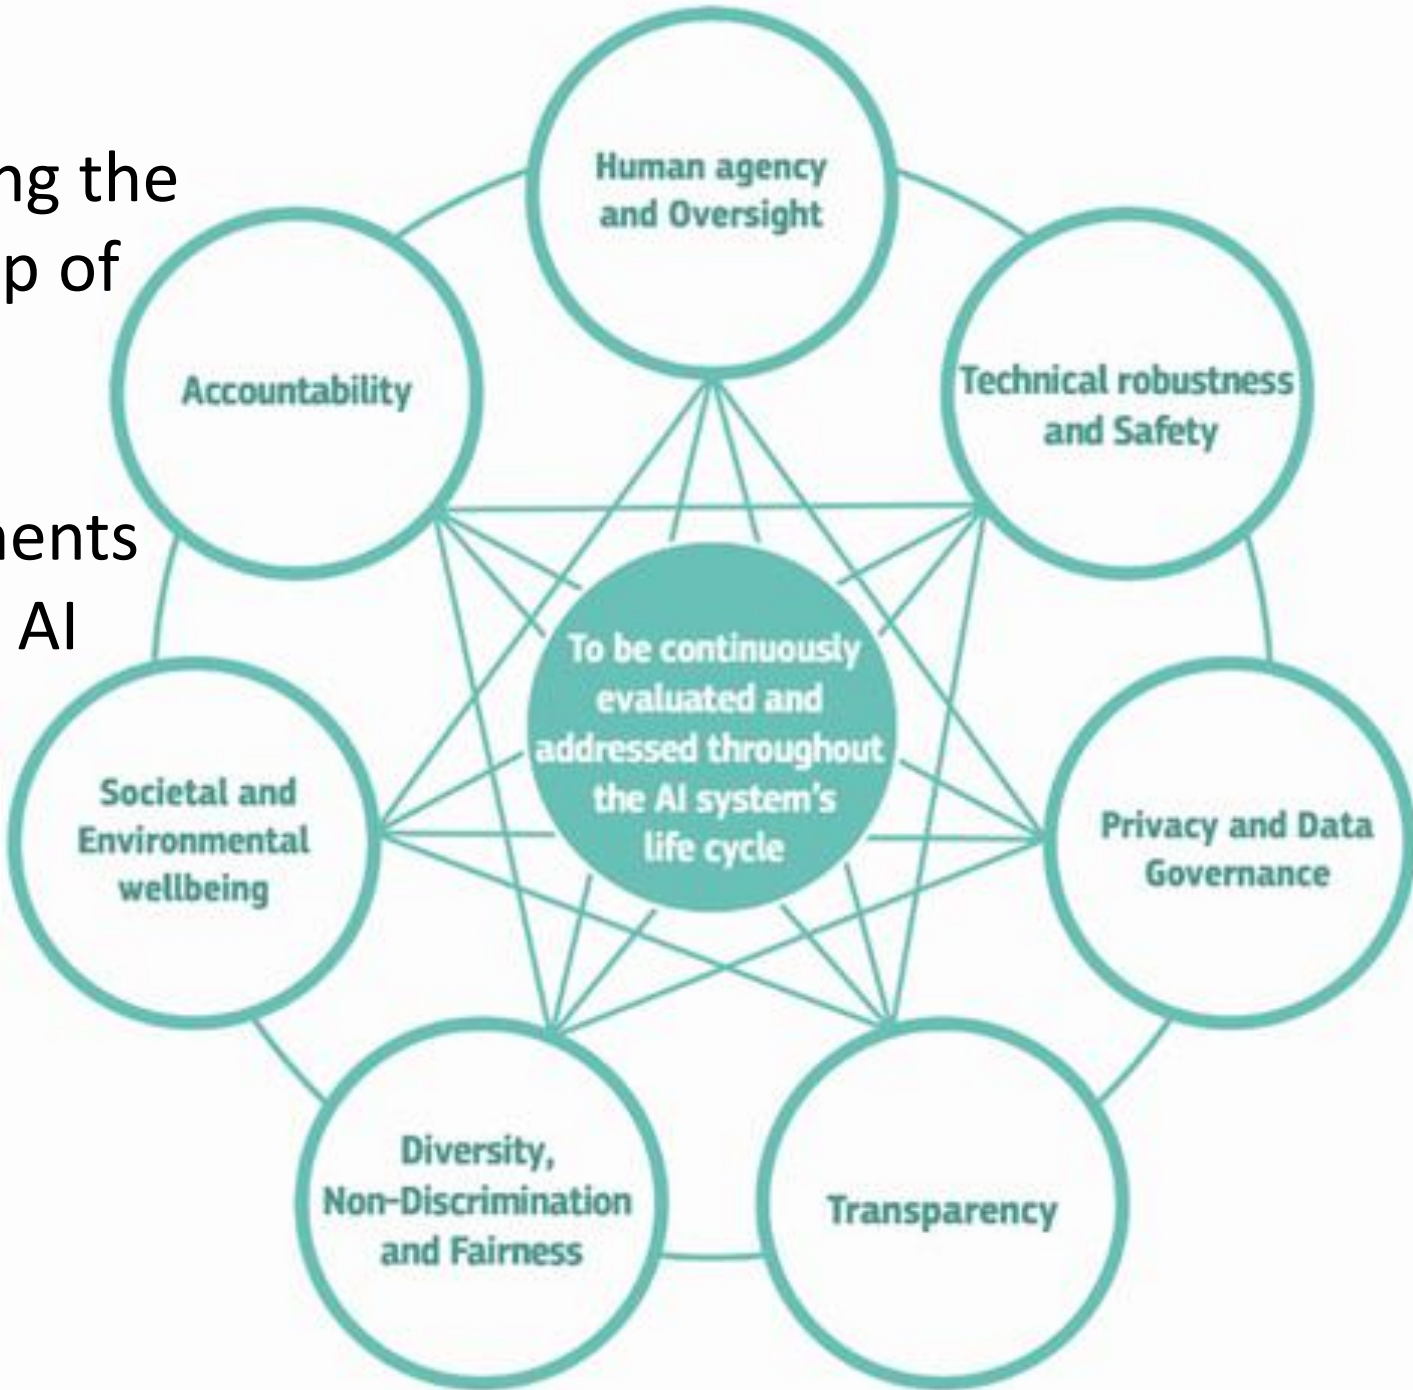 ng the
p of
nents
AI
Human agency
and Oversight
Technical robustness
and Safety
Privacy and Data
Governance
Transparency
Diversity,
Non-Discrimination
and Fairness
Societal and
Environmental
wellbeing
Accountability
To be continuously
evaluated and
addressed throughout
the AI system's
life cycle